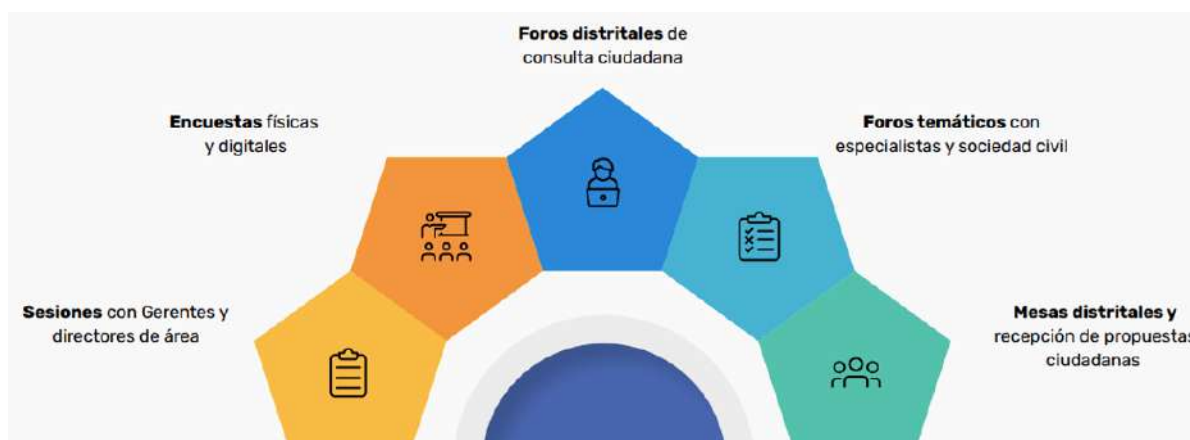 Foros distritales de
consulta ciudadana
Encuestas físicas
y digitales
Foros temáticos con
especialistas y sociedad civil
Sesiones con Gerentes y
directores de área
Mesas distritales y
recepción de propuestas
ciudadanas